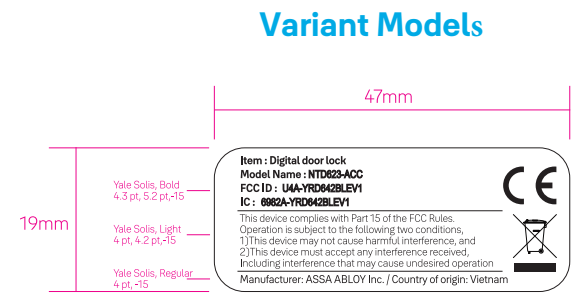 Variant Models
47mm
19mm
Yale Solis, Bold
4.3 pt, 5.2 pt,-15
Yale Solis, Light
4 pt, 4.2 pt,-15
Yale Solis, Regular
4 pt, -15
Item : Digital door lock
Model Name : NTD623-ACC
FCC ID : U4A-YRD642BLEV1
IC : 6982A-YRD642BLEV1
This device complies with Part 15 of the FCC Rules.
Operation is subject to the following two conditions,
1)This device may not cause harmful interference, and
2)This device must accept any interference received,
Including interference that may cause undesired operation
Manufacturer: ASSA ABLOY Inc. / Country of origin: Vietnam
CE